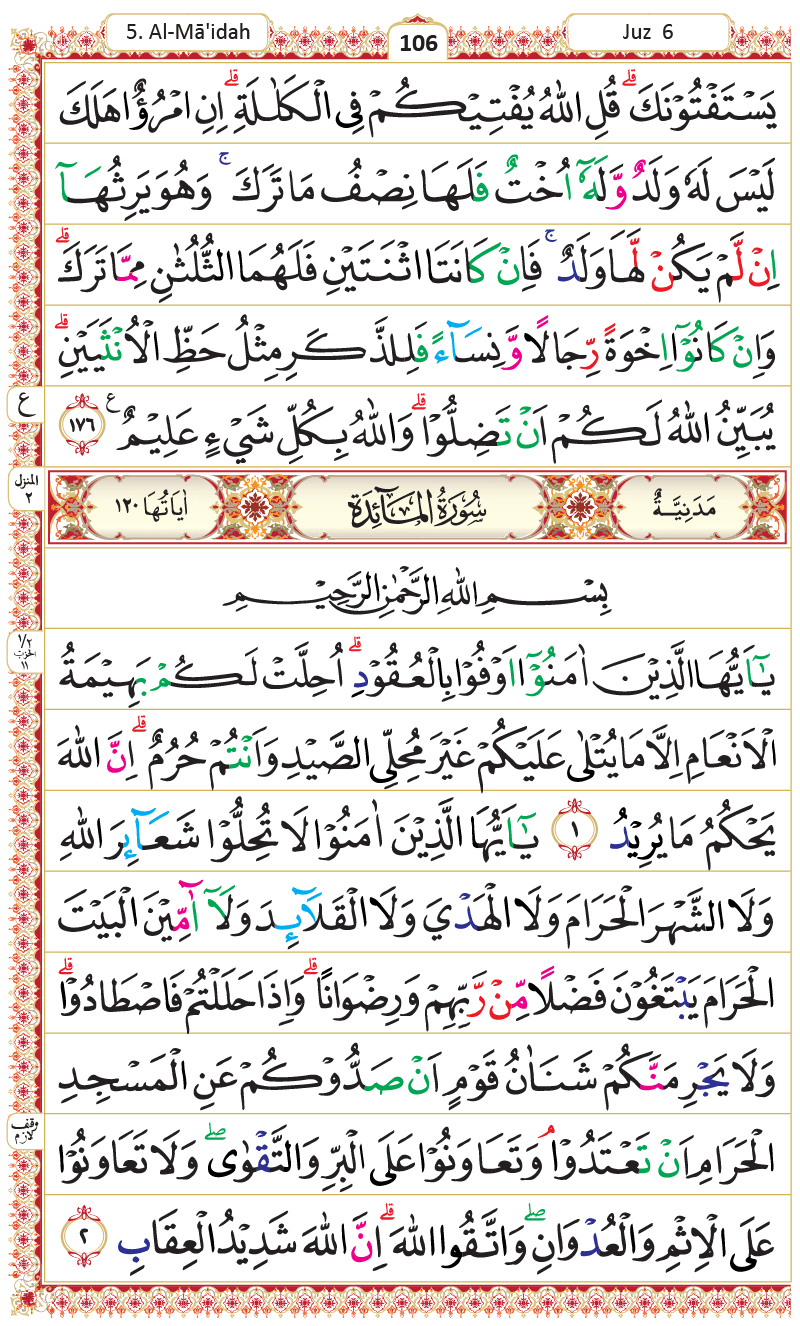 5. Al-Mā'idah
106
Juz 6
يَسْتَفْتُوْنَكَ ۗ قُلِ اللّٰهُ يُفْتِيْكُمْ فِى الْكَلٰلَةِ ۗ اِنِ امْرُؤٌا هَلَكَ
لَيْسَ لَهٗ وَلَدٌ وَّلَهٗٓ اُخْتٌ فَلَهَا نِصْفُ مَا تَرَكَ ۚ وَهُوَ يَرِثُهَآ
اِنْ لَّمْ يَكُنْ لَّهَا وَلَدٌ ۚ فَاِنْ كَانَتَا اثْنَتَيْنِ فَلَهُمَا الثُّلُثٰنِ مِمَّا تَرَكَ ۗ
وَاِنْ كَانُوْٓا اِخْوَةً رِّجَالًا وَّنِسَاۤءً فَلِلذَّكَرِ مِثْلُ حَظِّ الْاُنْثَيَيْنِ ۗ
ع
يُبَيِّنُ اللّٰهُ لَكُمْ اَنْ تَضِلُّوْا ۗ وَاللّٰهُ بِكُلِّ شَيْءٍ عَلِيْمٌ ࣖ ١٧٦
المنزل ٢
مَدَنِيَّةٌ
سُوْرَةُ الْمَآئِدَة
اٰيَاتُهَا ١٢٠
بِسْمِ اللّٰهِ الرَّحْمٰنِ الرَّحِيْمِ
١/٢ الحزب ١١
يٰٓاَيُّهَا الَّذِيْنَ اٰمَنُوْٓا اَوْفُوْا بِالْعُقُوْدِ ۗ اُحِلَّتْ لَكُمْ بَهِيْمَةُ
الْاَنْعَامِ اِلَّا مَا يُتْلٰى عَلَيْكُمْ غَيْرَ مُحِلِّى الصَّيْدِ وَاَنْتُمْ حُرُمٌ ۗ اِنَّ اللّٰهَ
يَحْكُمُ مَا يُرِيْدُ ١ يٰٓاَيُّهَا الَّذِيْنَ اٰمَنُوْا لَا تُحِلُّوْا شَعَاۤىِٕرَ اللّٰهِ
وَلَا الشَّهْرَ الْحَرَامَ وَلَا الْهَدْيَ وَلَا الْقَلَاۤىِٕدَ وَلَآ اٰۤمِّيْنَ الْبَيْتَ
الْحَرَامَ يَبْتَغُوْنَ فَضْلًا مِّنْ رَّبِّهِمْ وَرِضْوَانًا ۗ وَاِذَا حَلَلْتُمْ فَاصْطَادُوْا ۗ
وَلَا يَجْرِمَنَّكُمْ شَنَاٰنُ قَوْمٍ اَنْ صَدُّوْكُمْ عَنِ الْمَسْجِدِ
وقف لازم
الْحَرَامِ اَنْ تَعْتَدُوْا ۘ وَتَعَاوَنُوْا عَلَى الْبِرِّ وَالتَّقْوٰى ۖ وَلَا تَعَاوَنُوْا
عَلَى الْاِثْمِ وَالْعُدْوَانِ ۖ وَاتَّقُوا اللّٰهَ ۗ اِنَّ اللّٰهَ شَدِيْدُ الْعِقَابِ ٢